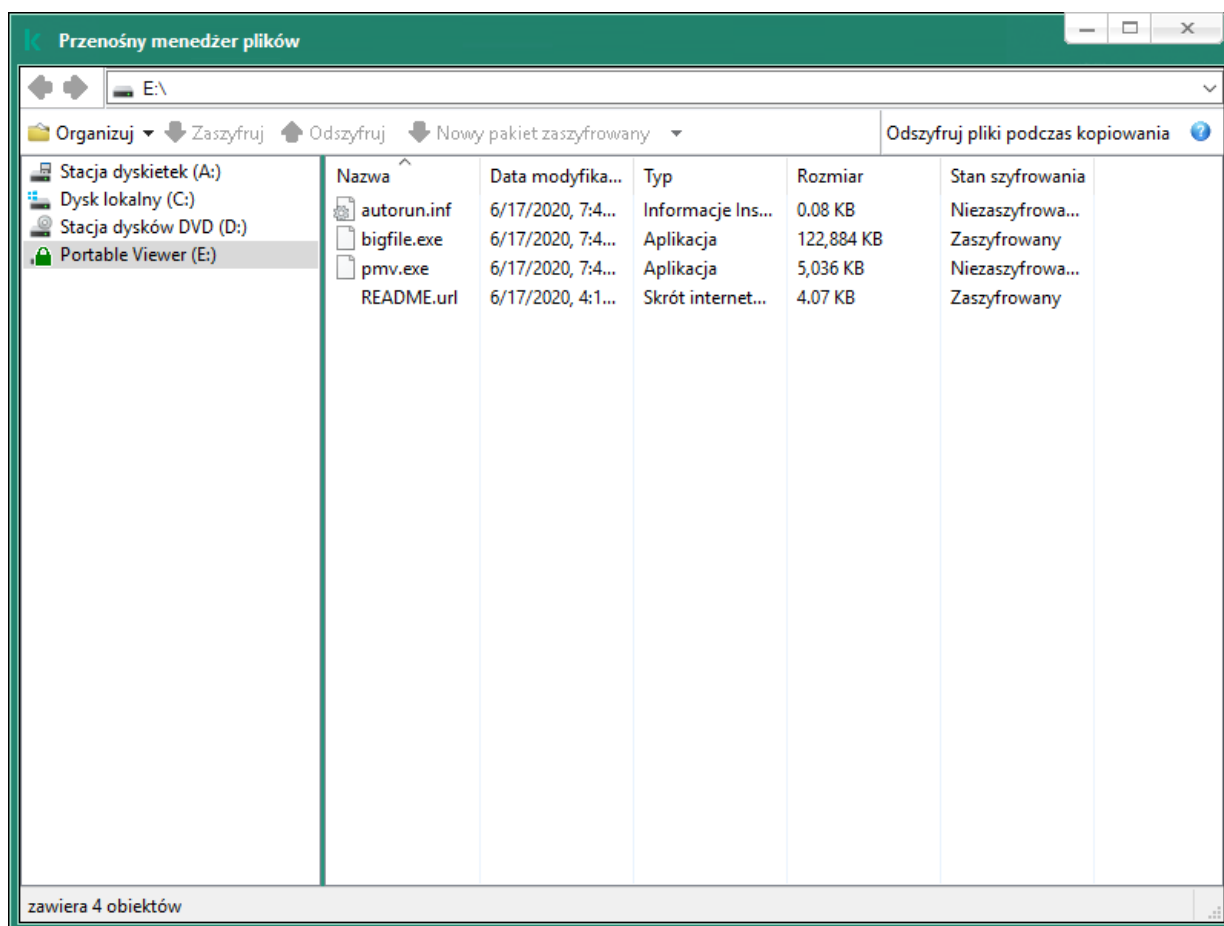 Przenośny menedżer plików
E:\
Organizuj Zaszyfruj Odszyfruj Nowy pakiet zaszyfrowany Odszyfruj pliki podczas kopiowania
Stacja dyskietek (A:)
Dysk lokalny (C:)
Stacja dysków DVD (D:)
Portable Viewer (E:)
Nazwa Data modyfika... Typ Rozmiar Stan szyfrowania
autorun.inf 6/17/2020, 7:4... Informacje Ins... 0.08 KB Niezaszyfrowa...
bigfile.exe 6/17/2020, 7:4... Aplikacja 122,884 KB Zaszyfrowany
pmv.exe 6/17/2020, 7:4... Aplikacja 5,036 KB Niezaszyfrowa...
README.url 6/17/2020, 4:1... Skrót internet... 4.07 KB Zaszyfrowany
zawiera 4 obiektów